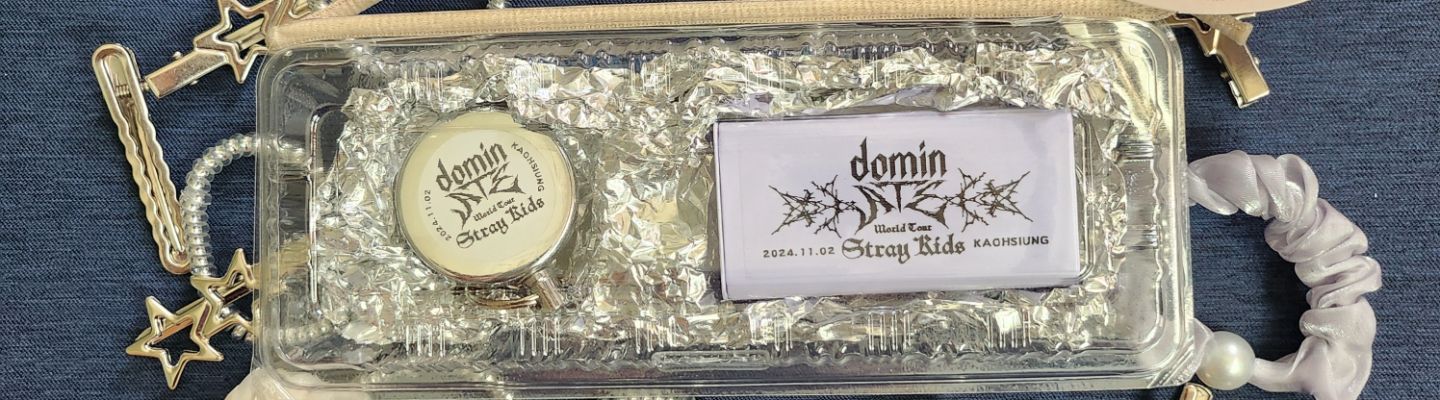 domin
ATE
World Tour
Stray Kids
2024.11.02
KAOHSIUNG
domin
ATE
World Tour
2024.11.02 Stray Kids KAOHSIUNG